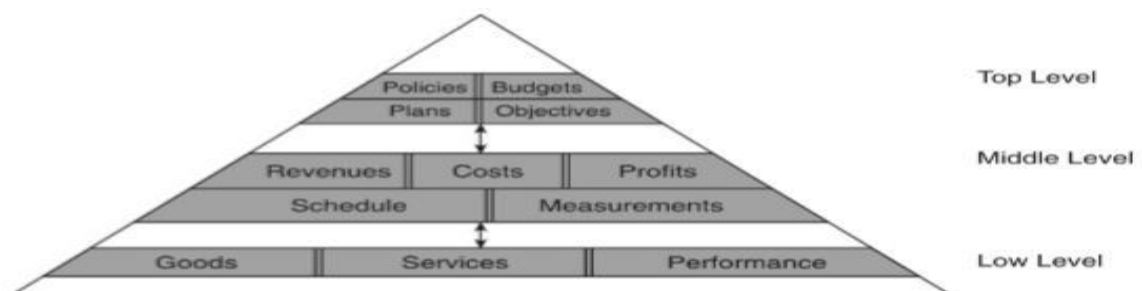 Top Level
Policies Budgets
Plans Objectives
Middle Level
Revenues Costs Profits
Schedule Measurements
Low Level
Goods Services Performance